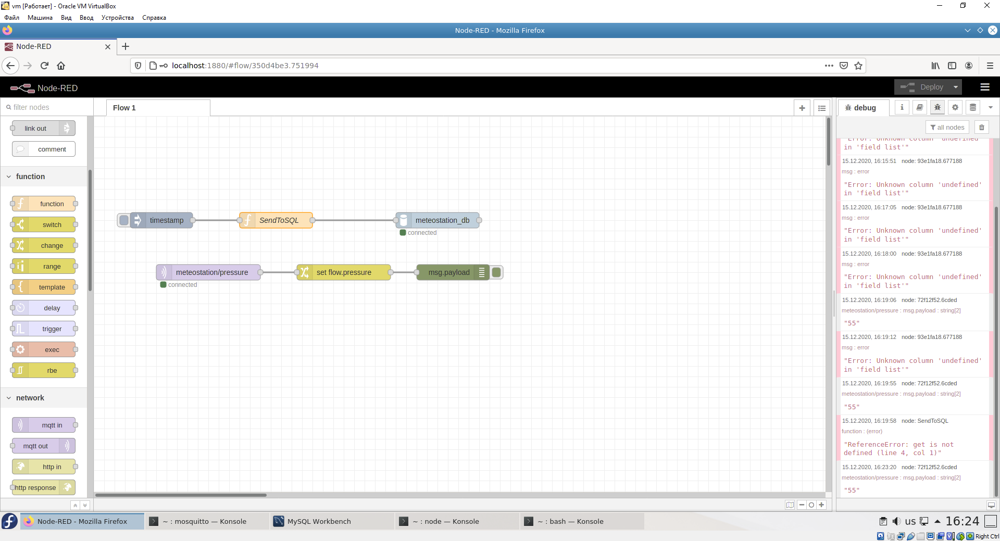 vm [Работает] - Oracle VM VirtualBox
Файл Машина Вид Ввод Устройства Справка
Node-RED - Mozilla Firefox
Node-RED
localhost:1880/#flow/350d4be3.751994
Node-RED
Deploy
filter nodes
Flow 1
debug
all nodes
link out
comment
function
function
switch
change
range
template
delay
trigger
exec
rbe
network
mqtt in
mqtt out
http in
http response
timestamp
SendToSQL
meteostation_db
connected
meteostation/pressure
set flow.pressure
msg.payload
connected
"Error: Unknown column 'undefined'
in 'field list'"
15.12.2020, 16:15:51 node: 93e1fa18.677188
msg : error
"Error: Unknown column 'undefined'
in 'field list'"
15.12.2020, 16:17:05 node: 93e1fa18.677188
msg : error
"Error: Unknown column 'undefined'
in 'field list'"
15.12.2020, 16:18:00 node: 93e1fa18.677188
msg : error
"Error: Unknown column 'undefined'
in 'field list'"
15.12.2020, 16:19:06 node: 72f12f52.6cded
meteostation/pressure : msg.payload : string[2]
"55"
15.12.2020, 16:19:12 node: 93e1fa18.677188
msg : error
"Error: Unknown column 'undefined'
in 'field list'"
15.12.2020, 16:19:55 node: 72f12f52.6cded
meteostation/pressure : msg.payload : string[2]
"55"
15.12.2020, 16:19:58 node: SendToSQL
function : (error)
"ReferenceError: get is not
defined (line 4, col 1)"
15.12.2020, 16:23:20 node: 72f12f52.6cded
meteostation/pressure : msg.payload : string[2]
"55"
Node-RED - Mozilla Firefox
~ : mosquitto — Konsole
MySQL Workbench
~ : node — Konsole
~ : bash — Konsole
us
16:24
Right Ctrl